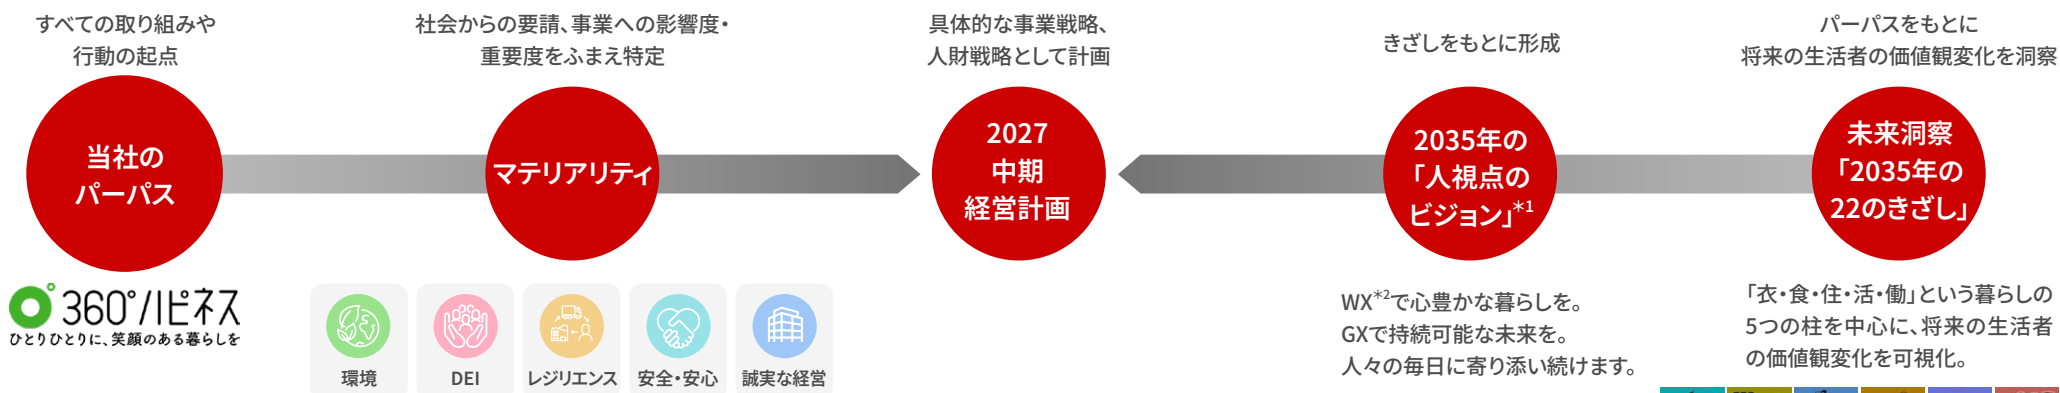 すべての取り組みや
行動の起点
当社の
パーパス
360°ハピネス
ひとりひとりに、笑顔のある暮らしを
社会からの要請、事業への影響度・
重要度をふまえ特定
マテリアリティ
環境
DEI
レジリエンス
安全・安心
誠実な経営
具体的な事業戦略、
人財戦略として計画
2027
中期
経営計画
きざしをもとに形成
2035年の
「人視点の
ビジョン」*1
WX*2で心豊かな暮らしを。
GXで持続可能な未来を。
人々の毎日に寄り添い続けます。
パーパスをもとに
将来の生活者の価値観変化を洞察
未来洞察
「2035年の
22のきざし」
「衣・食・住・活・働」という暮らしの
5つの柱を中心に、将来の生活者
の価値観変化を可視化。